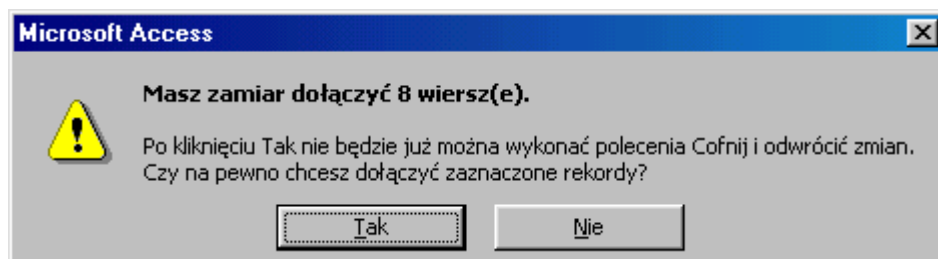 Microsoft Access
Masz zamiar dołączyć 8 wiersz(e).
Po kliknięciu Tak nie będzie już można wykonać polecenia Cofnij i odwrócić zmian.
Czy na pewno chcesz dołączyć zaznaczone rekordy?
Tak
Nie